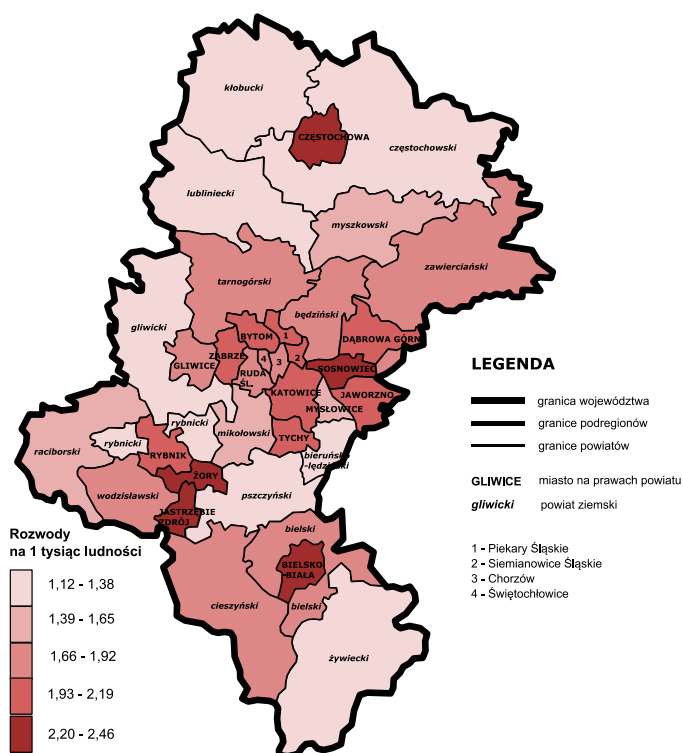 kłobucki
CZĘSTOCHOWA
częstochowski
lubliniecki
myszkowski
zawierciański
tarnogórski
będziński
gliwicki
BYTOM
1
DĄBROWA GÓRN.
ZABRZE
4
3
2
GLIWICE
RUDA
ŚL.
SOSNOWIEC
KATOWICE
JAWORZNO
MYSŁOWICE
rybnicki
mikołowski
TYCHY
raciborski
rybnicki
RYBNIK
bieruńsko
-lędziński
ŻORY
wodzisławski
pszczyński
JASTRZĘBIE
ZDRÓJ
bielski
BIELSKO
BIAŁA
cieszyński
bielski
żywiecki
LEGENDA
granica województwa
granice podregionów
granice powiatów
GLIWICE miasto na prawach powiatu
gliwicki powiat ziemski
1 - Piekary Śląskie
2 - Siemianowice Śląskie
3 - Chorzów
4 - Świętochłowice
Rozwody
na 1 tysiąc ludności
1,12 - 1,38
1,39 - 1,65
1,66 - 1,92
1,93 - 2,19
2,20 - 2,46